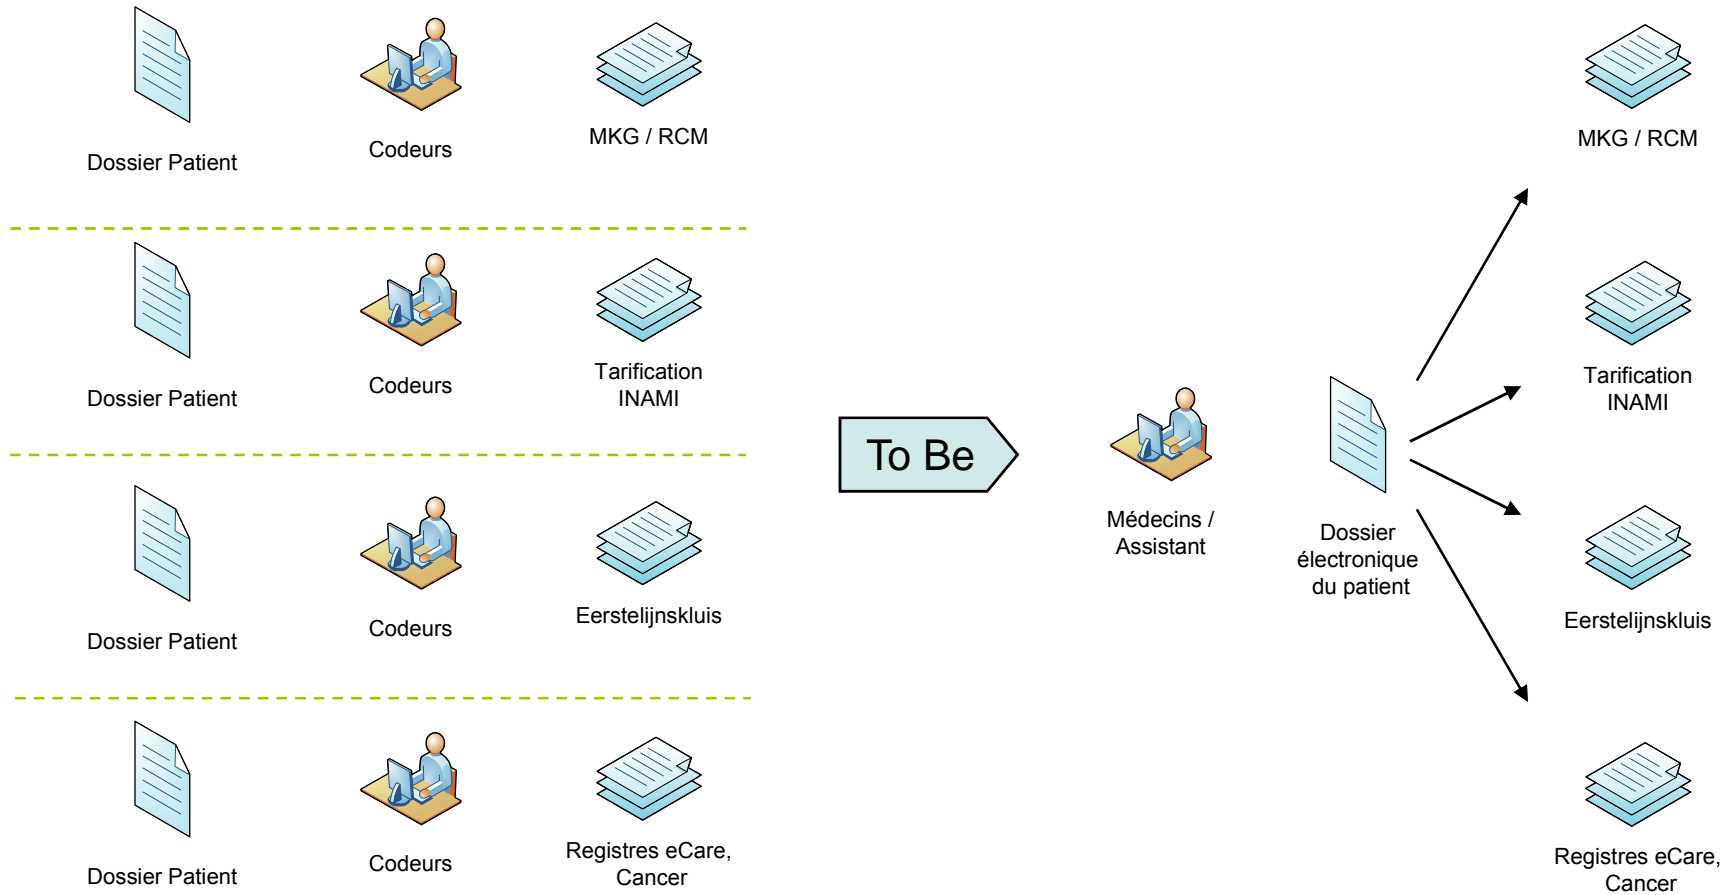 Dossier Patient
Codeurs
MKG / RCM
Dossier Patient
Codeurs
Tarification
INAMI
Dossier Patient
Codeurs
Eerstelijnskluis
Dossier Patient
Codeurs
Registres eCare,
Cancer
To Be
Médecins /
Assistant
Dossier
électronique
du patient
MKG / RCM
Tarification
INAMI
Eerstelijnskluis
Registres eCare,
Cancer